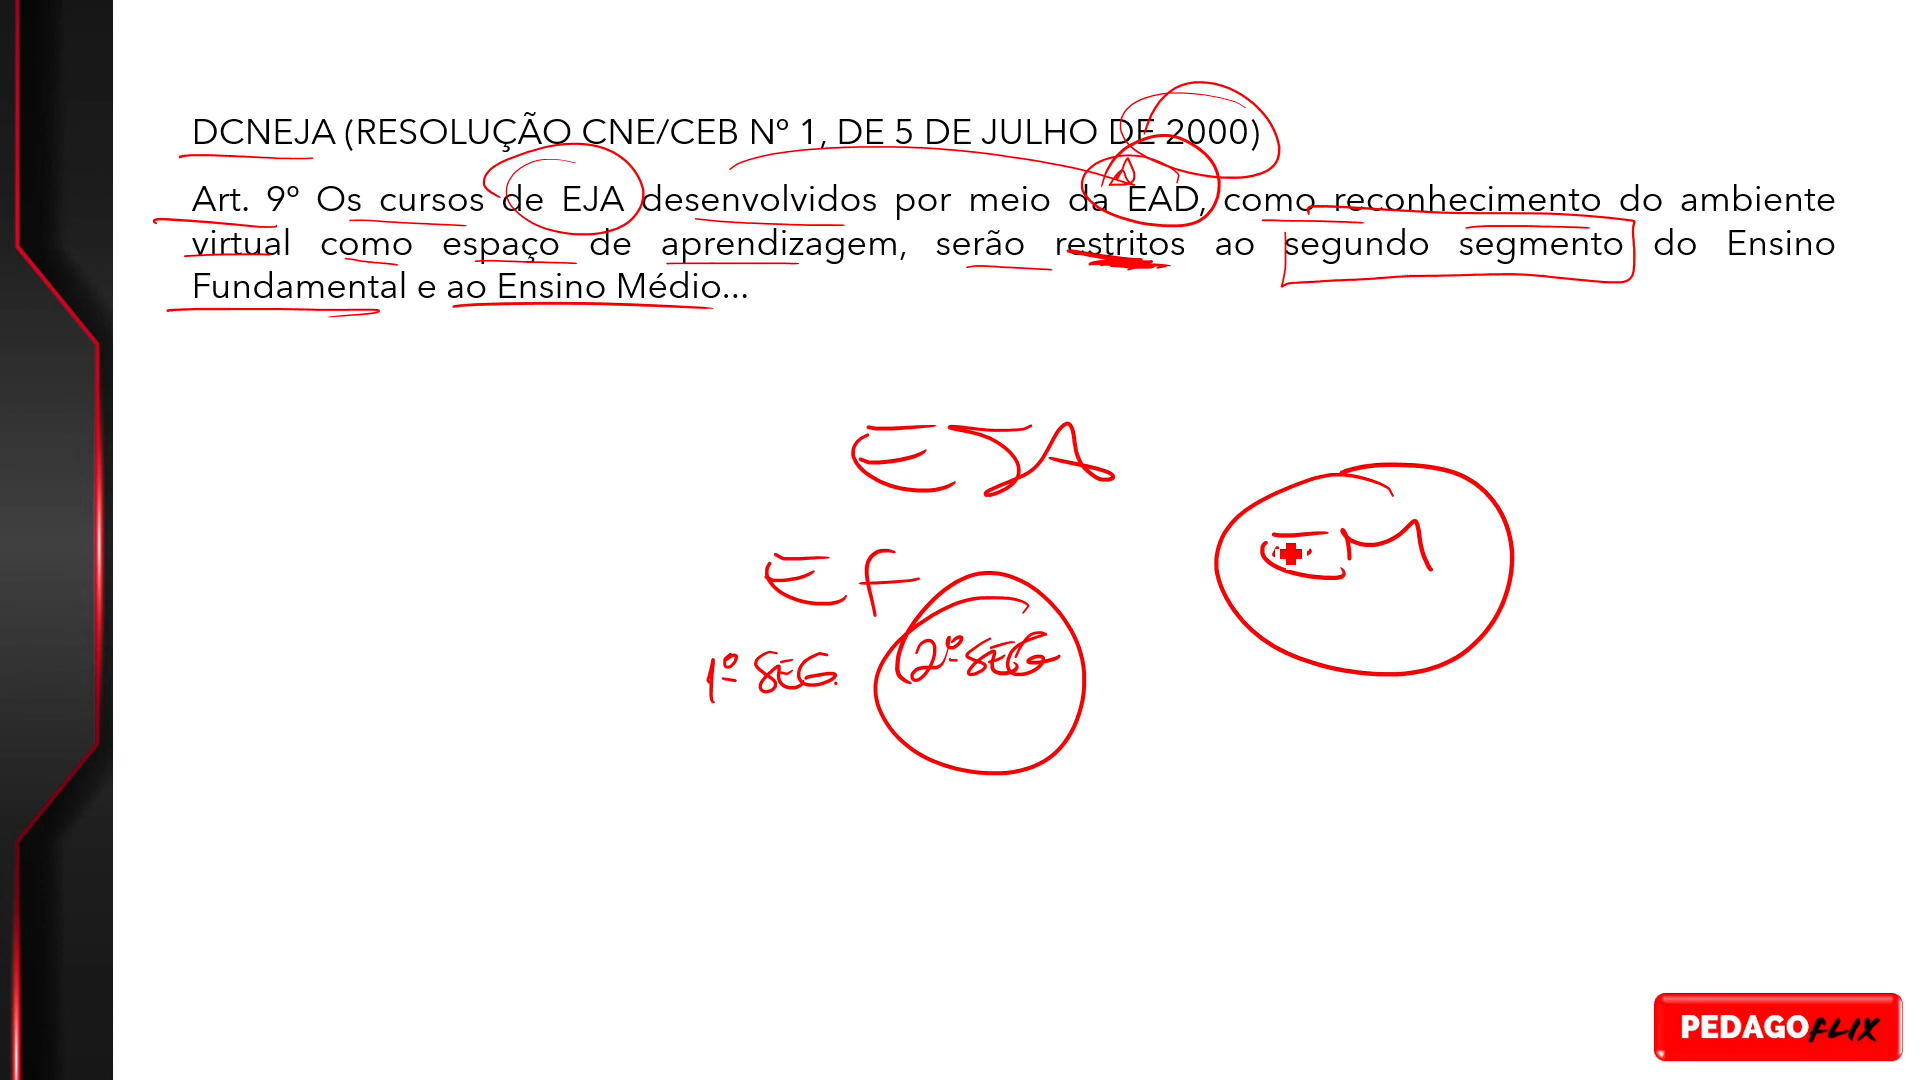 DCNEJA (RESOLUÇÃO CNE/CEB Nº 1, DE 5 DE JULHO DE 2000)
Art. 9º Os cursos de EJA desenvolvidos por meio da EAD, como reconhecimento do ambiente
virtual como espaço de aprendizagem, serão restritos ao segundo segmento do Ensino
Fundamental e ao Ensino Médio...
EJA
EF
EM
1º SEG.
2º SEG
PEDAGOFLIX